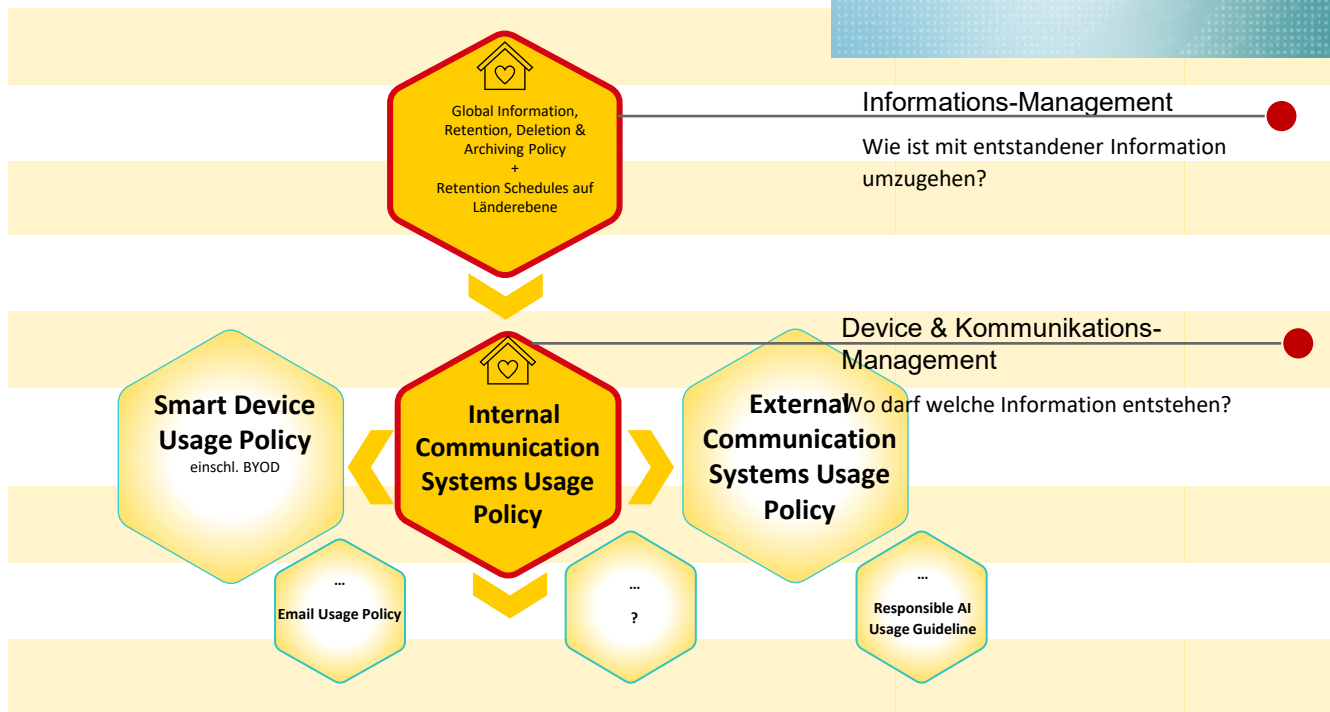 Global Information,
Retention, Deletion &
Archiving Policy
+
Retention Schedules auf
Länderebene
Informations-Management
Wie ist mit entstandener Information
umzugehen?
Device & Kommunikations-
Management
Wo darf welche Information entstehen?
Smart Device
Usage Policy
einschl. BYOD
Internal
Communication
Systems Usage
Policy
External
Communication
Systems Usage
Policy
...
Email Usage Policy
...
?
...
Responsible AI
Usage Guideline